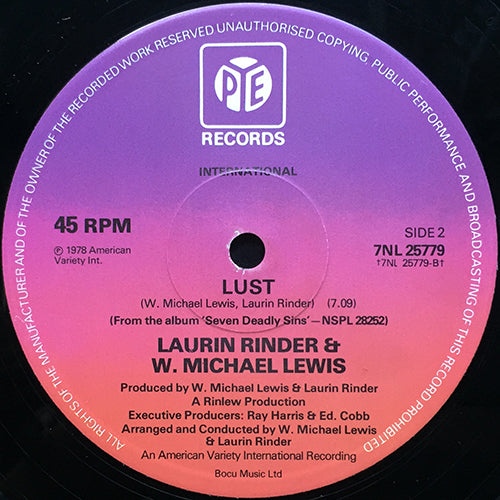 ALL RIGHTS OF THE MANUFACTURER AND OF THE OWNER OF THE RECORDED WORK RESERVED UNAUTHORISED COPYING, PUBLIC PERFORMANCE AND BROADCASTING OF THIS RECORD PROHIBITED
PYE
RECORDS
INTERNATIONAL
45 RPM
SIDE 2
℗ 1978 American
Variety Int.
7NL 25779
†7NL 25779-B†
LUST
(W. Michael Lewis, Laurin Rinder) (7.09)
(From the album 'Seven Deadly Sins'—NSPL 28252)
LAURIN RINDER &
W. MICHAEL LEWIS
Produced by W. Michael Lewis & Laurin Rinder
A Rinlew Production
Executive Producers: Ray Harris & Ed. Cobb
Arranged and Conducted by W. Michael Lewis
& Laurin Rinder
An American Variety International Recording
Bocu Music Ltd